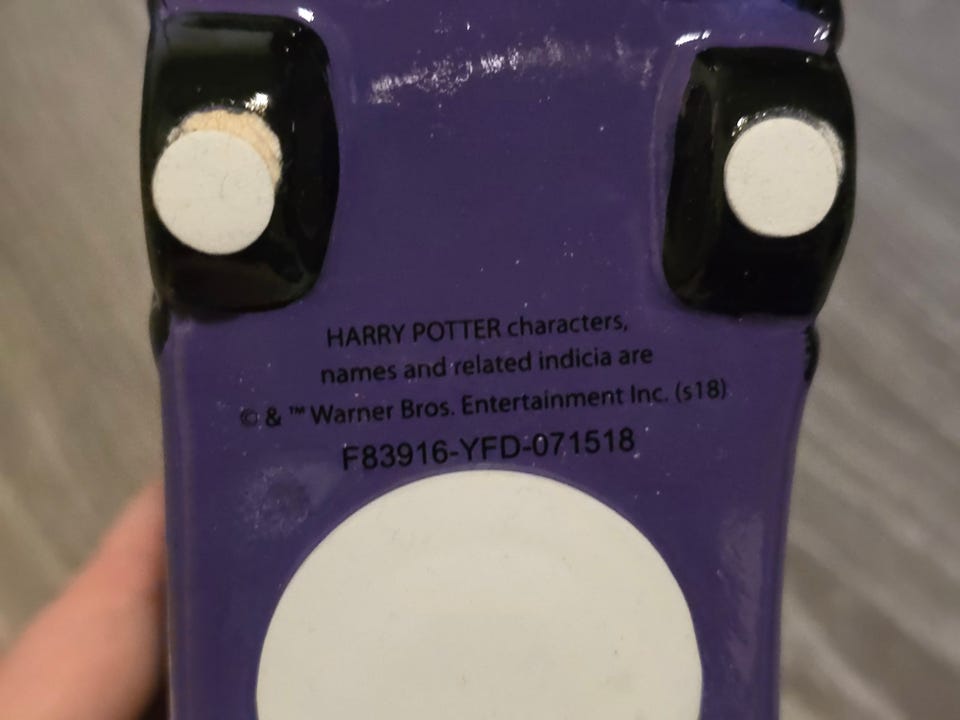 HARRY POTTER characters,
names and related indicia are
© & ™ Warner Bros. Entertainment Inc. (s18)
F83916-YFD-071518